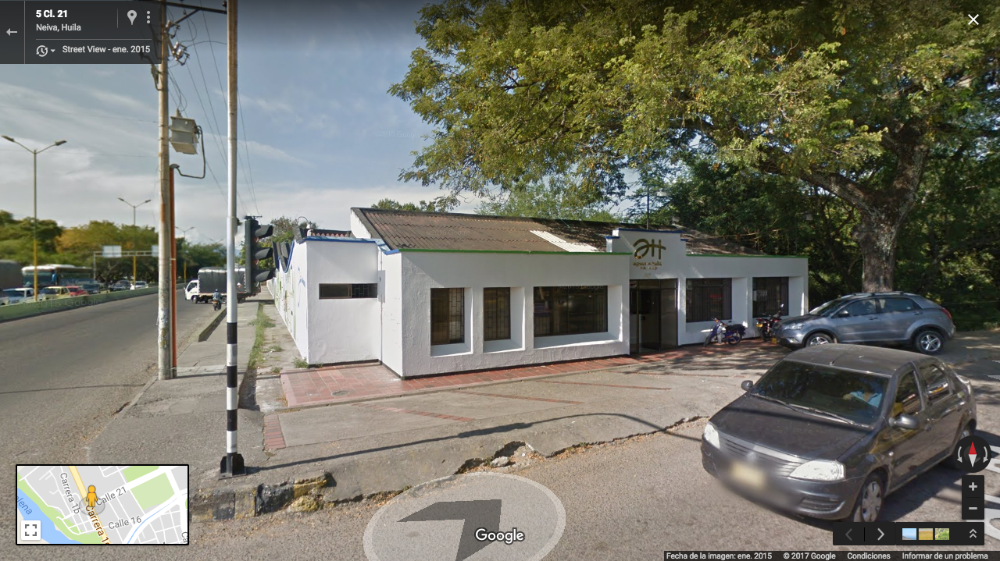 5 Cl. 21
Neiva, Huila
Street View - ene. 2015
Carrera 1b
Calle 21
Calle 16
Google
Fecha de la imagen: ene. 2015
© 2017 Google
Condiciones
Informar de un problema